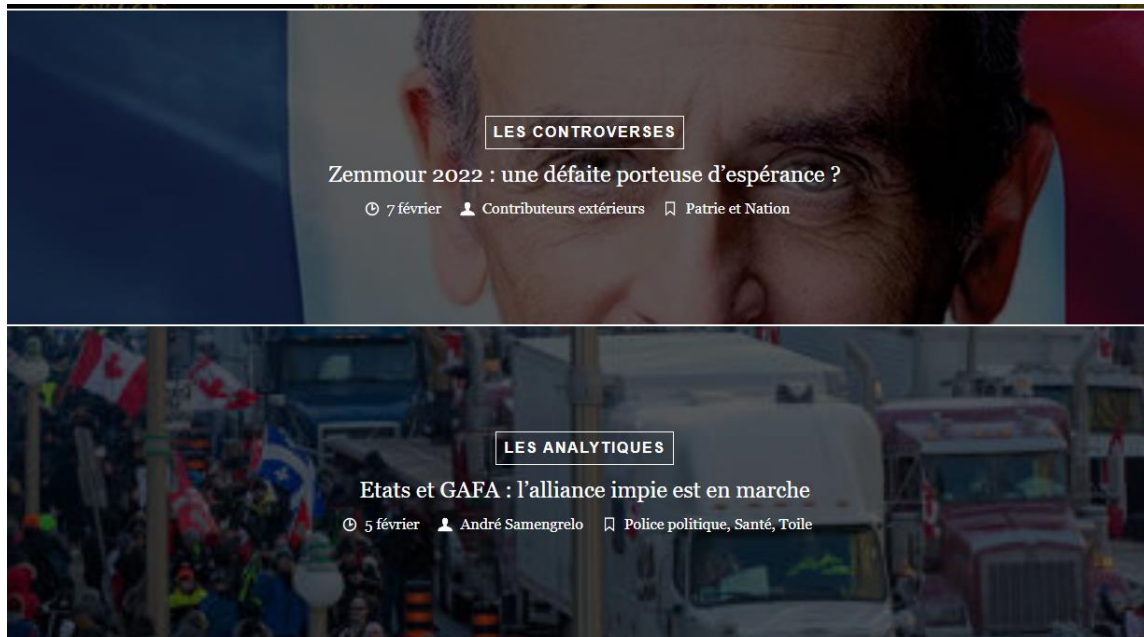 LES CONTROVERSES
Zemmour 2022 : une défaite porteuse d’espérance ?
7 février Contributeurs extérieurs Patrie et Nation
LES ANALYTIQUES
Etats et GAFA : l’alliance impie est en marche
5 février André Samengrelo Police politique, Santé, Toile